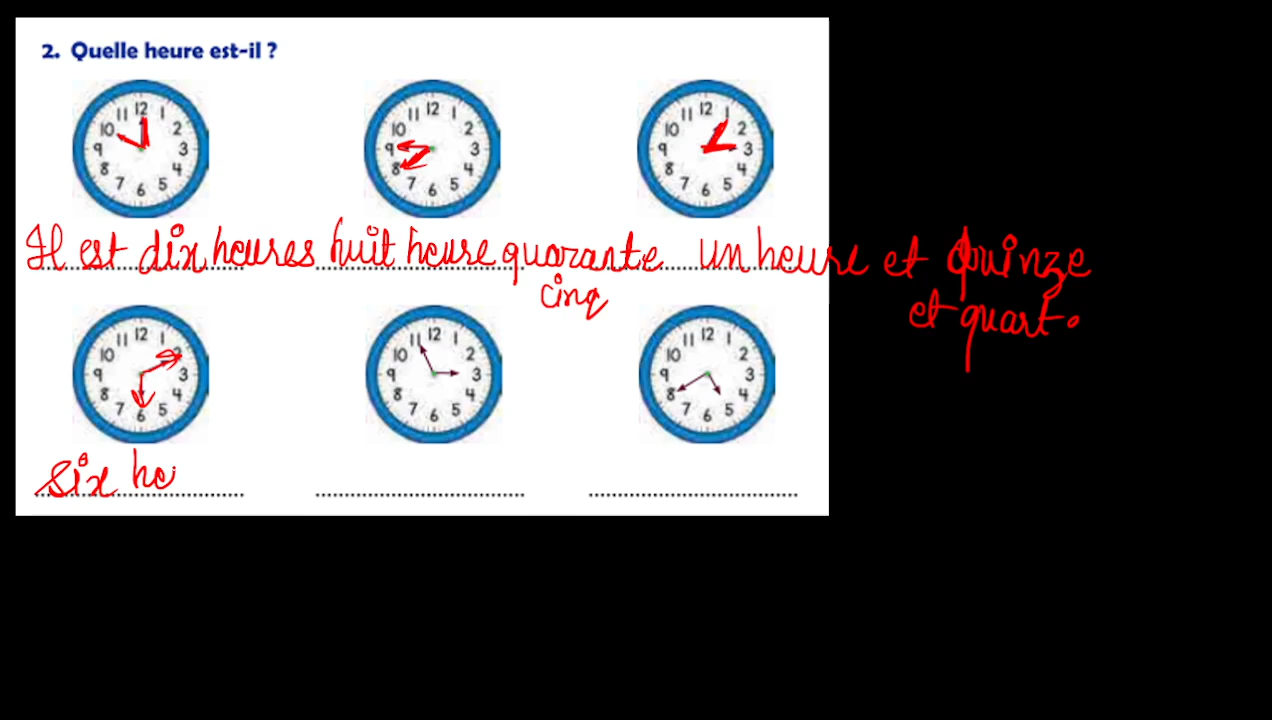 2. Quelle heure est-il ?
Il est dix heures huit heure quarante un heure et quinze
cinq et quart.
six he